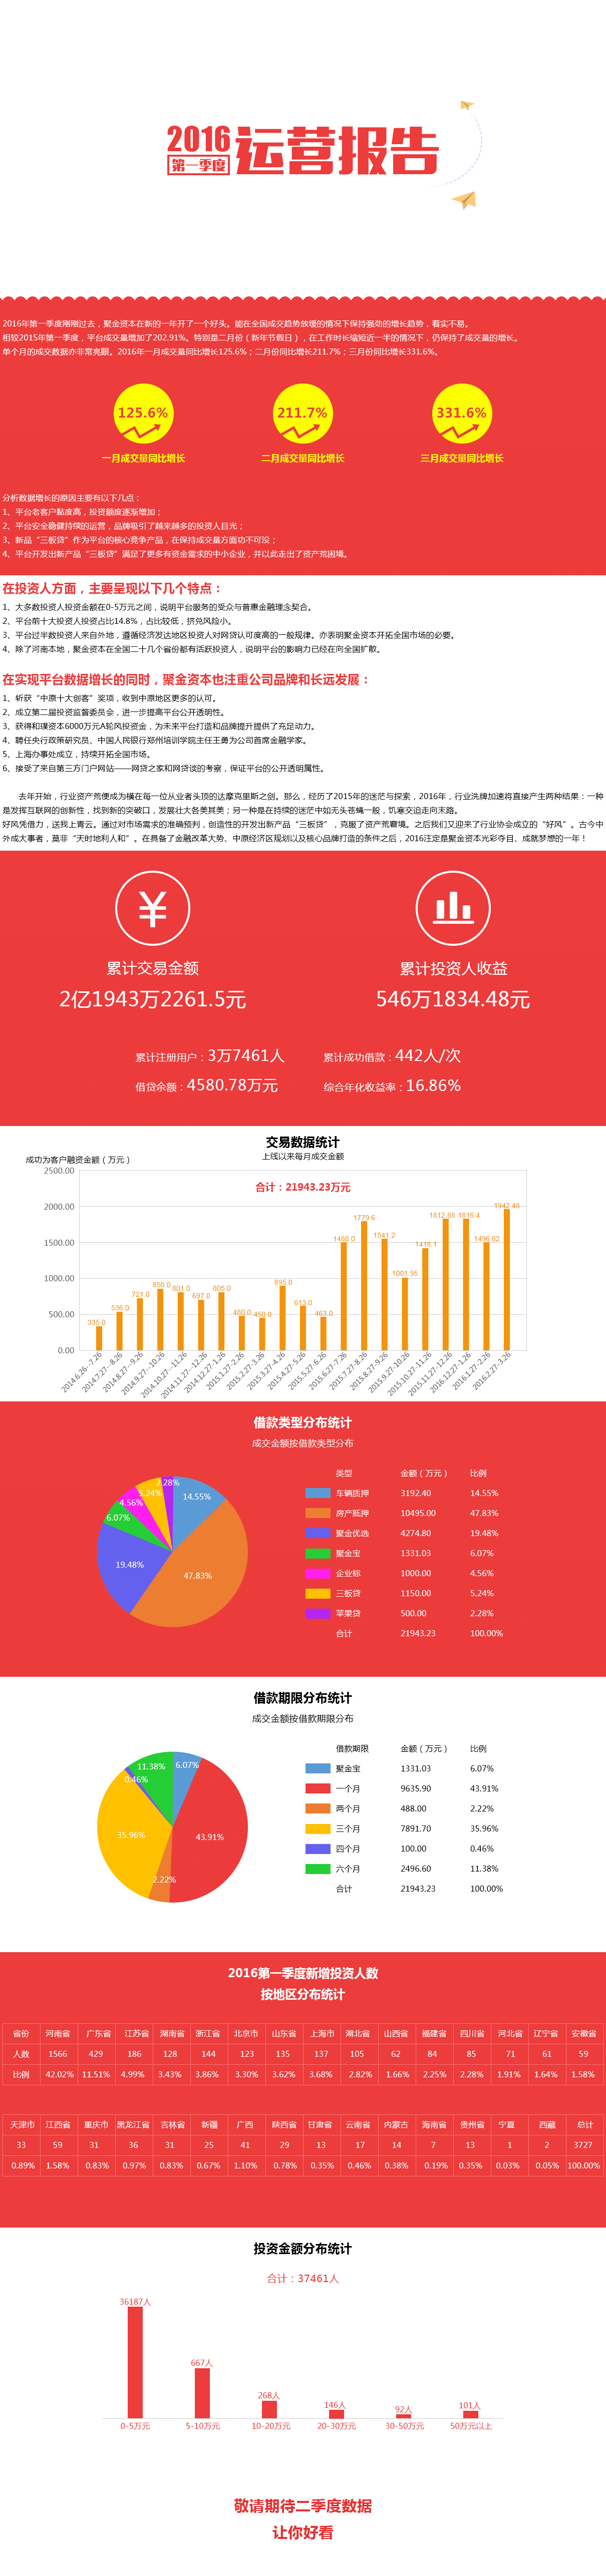 2016
第一季度
运营报告
2016年第一季度刚刚过去，聚金资本在新的一年开了一个好头。能在全国成交趋势放缓的情况下保持强劲的增长趋势，着实不易。
相较2015年第一季度，平台成交量增加了202.91%。特别是二月份（新年节假日），在工作时长缩短近一半的情况下，仍保持了成交量的增长。
单个月的成交数据亦非常亮眼。2016年一月成交量同比增长125.6%；二月份同比增长211.7%；三月份同比增长331.6%。
125.6% 211.7% 331.6%
一月成交量同比增长 二月成交量同比增长 三月成交量同比增长
分析数据增长的原因主要有以下几点：
1、平台老客户黏度高，投资额度逐渐增加；
2、平台安全稳健持续的运营，品牌吸引了越来越多的投资人目光；
3、新品“三板贷”作为平台的核心竞争产品，在保持成交量方面功不可没；
4、平台开发出新产品“三板贷”满足了更多有资金需求的中小企业，并以此走出了资产荒困境。
在投资人方面，主要呈现以下几个特点：
1、大多数投资人投资金额在0-5万元之间，说明平台服务的受众与普惠金融理念契合。
2、平台前十大投资人投资占比14.8%，占比较低，挤兑风险小。
3、平台过半数投资人来自外地，遵循经济发达地区投资人对网贷认可度高的一般规律。亦表明聚金资本开拓全国市场的必要。
4、除了河南本地，聚金资本在全国二十几个省份都有活跃投资人，说明平台的影响力已经在向全国扩散。
在实现平台数据增长的同时，聚金资本也注重公司品牌和长远发展：
1、斩获“中原十大创客”奖项，收到中原地区更多的认可。
2、成立第二届投资监督委员会，进一步提高平台公开透明性。
3、获得和璞资本6000万元A轮风投资金，为未来平台打造和品牌提升提供了充足动力。
4、聘任央行政策研究员、中国人民银行郑州培训学院主任王勇为公司首席金融学家。
5、上海办事处成立，持续开拓全国市场。
6、接受了来自第三方门户网站——网贷之家和网贷谈的考察，保证平台的公开透明属性。
去年开始，行业资产荒便成为横在每一位从业者头顶的达摩克里斯之剑。那么，经历了2015年的迷茫与探索，2016年，行业洗牌加速将直接产生两种结果：一种
是发挥互联网的创新性，找到新的突破口，发展壮大各美其美；另一种是在持续的迷茫中如无头苍蝇一般，饥寒交迫走向末路。
好风凭借力，送我上青云。通过对市场需求的准确预判，创造性的开发出新产品“三板贷”，克服了资产荒窘境。之后我们又迎来了行业协会成立的“好风”。古今中
外成大事者，莫非“天时地利人和”。在具备了金融改革大势、中原经济区规划以及核心品牌打造的条件之后，2016注定是聚金资本光彩夺目、成就梦想的一年！
¥
累计交易金额 累计投资人收益
2亿1943万2261.5元 546万1834.48元
累计注册用户：3万7461人 累计成功借款：442人/次
借贷余额：4580.78万元 综合年化收益率：16.86%
交易数据统计
上线以来每月成交金额
成功为客户融资金额（万元）
合计：21943.23万元
2500.00
2000.00
1500.00
1000.00
500.00
0.00
335.0 536.0 721.0 850.0 801.0 697.0 805.0 480.0 450.0 895.0 613.0 463.0 1488.0 1779.6 1541.2 1001.95 1418.1 1812.88 1816.4 1496.62 1942.48
2014.6.26--7.26 2014.7.27--8.26 2014.8.27--9.26 2014.9.27--10.26 2014.10.27--11.26 2014.11.27--12.26 2014.12.27-1.26 2015.1.27-2.26 2015.2.27-3.26 2015.3.27-4.26 2015.4.27-5.26 2015.5.27-6.26 2015.6.27-7.26 2015.7.27-8.26 2015.8.27-9.26 2015.9.27-10.26 2015.10.27-11.26 2015.11.27-12.26 2016.12.27-1.26 2016.1.27-2.26 2016.2.27-3.26
借款类型分布统计
成交金额按借款类型分布
2.28% 14.55% 5.24% 4.56% 6.07% 19.48% 47.83%
类型 金额（万元） 比例
车辆质押 3192.40 14.55%
房产抵押 10495.00 47.83%
聚金优选 4274.80 19.48%
聚金宝 1331.03 6.07%
企业标 1000.00 4.56%
三板贷 1150.00 5.24%
苹果贷 500.00 2.28%
合计 21943.23 100.00%
借款期限分布统计
成交金额按借款期限分布
11.38% 6.07% 0.46% 35.96% 43.91% 2.22%
借款期限 金额（万元） 比例
聚金宝 1331.03 6.07%
一个月 9635.90 43.91%
两个月 488.00 2.22%
三个月 7891.70 35.96%
四个月 100.00 0.46%
六个月 2496.60 11.38%
合计 21943.23 100.00%
2016第一季度新增投资人数
按地区分布统计
省份 河南省 广东省 江苏省 湖南省 浙江省 北京市 山东省 上海市 湖北省 山西省 福建省 四川省 河北省 辽宁省 安徽省
人数 1566 429 186 128 144 123 135 137 105 62 84 85 71 61 59
比例 42.02% 11.51% 4.99% 3.43% 3.86% 3.30% 3.62% 3.68% 2.82% 1.66% 2.25% 2.28% 1.91% 1.64% 1.58%
天津市 江西省 重庆市 黑龙江省 吉林省 新疆 广西 陕西省 甘肃省 云南省 内蒙古 海南省 贵州省 宁夏 西藏 总计
33 59 31 36 31 25 41 29 13 17 14 7 13 1 2 3727
0.89% 1.58% 0.83% 0.97% 0.83% 0.67% 1.10% 0.78% 0.35% 0.46% 0.38% 0.19% 0.35% 0.03% 0.05% 100.00%
投资金额分布统计
合计：37461人
36187人 667人 268人 146人 92人 101人
0-5万元 5-10万元 10-20万元 20-30万元 30-50万元 50万元以上
敬请期待二季度数据
让你好看